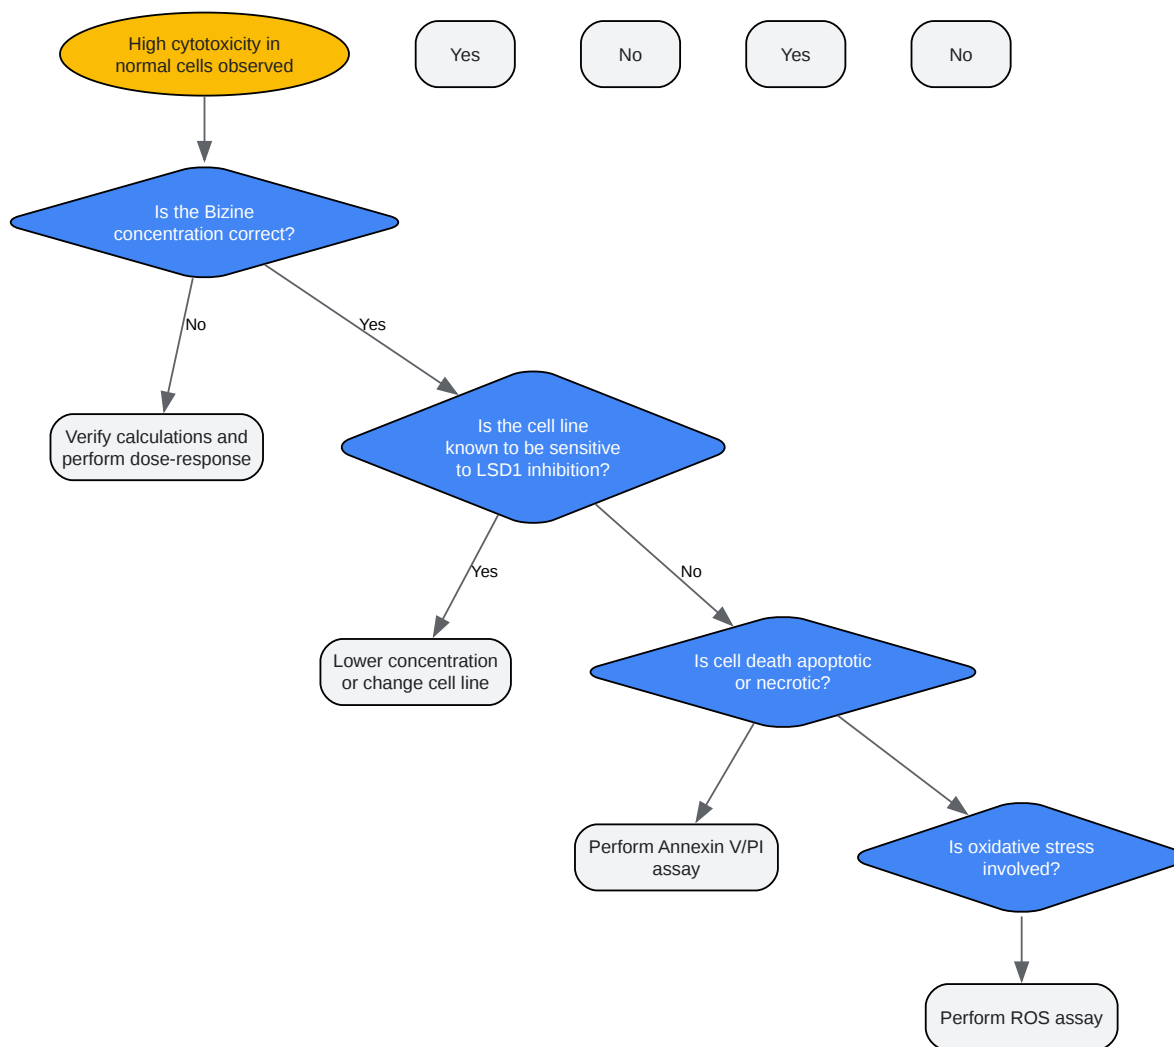 High cytotoxicity in
normal cells observed
Yes
No
Yes
No
Is the Bizine
concentration correct?
No
Yes
Verify calculations and
perform dose-response
Is the cell line
known to be sensitive
to LSD1 inhibition?
Yes
No
Lower concentration
or change cell line
Is cell death apoptotic
or necrotic?
Perform Annexin V/PI
assay
Is oxidative stress
involved?
Perform ROS assay